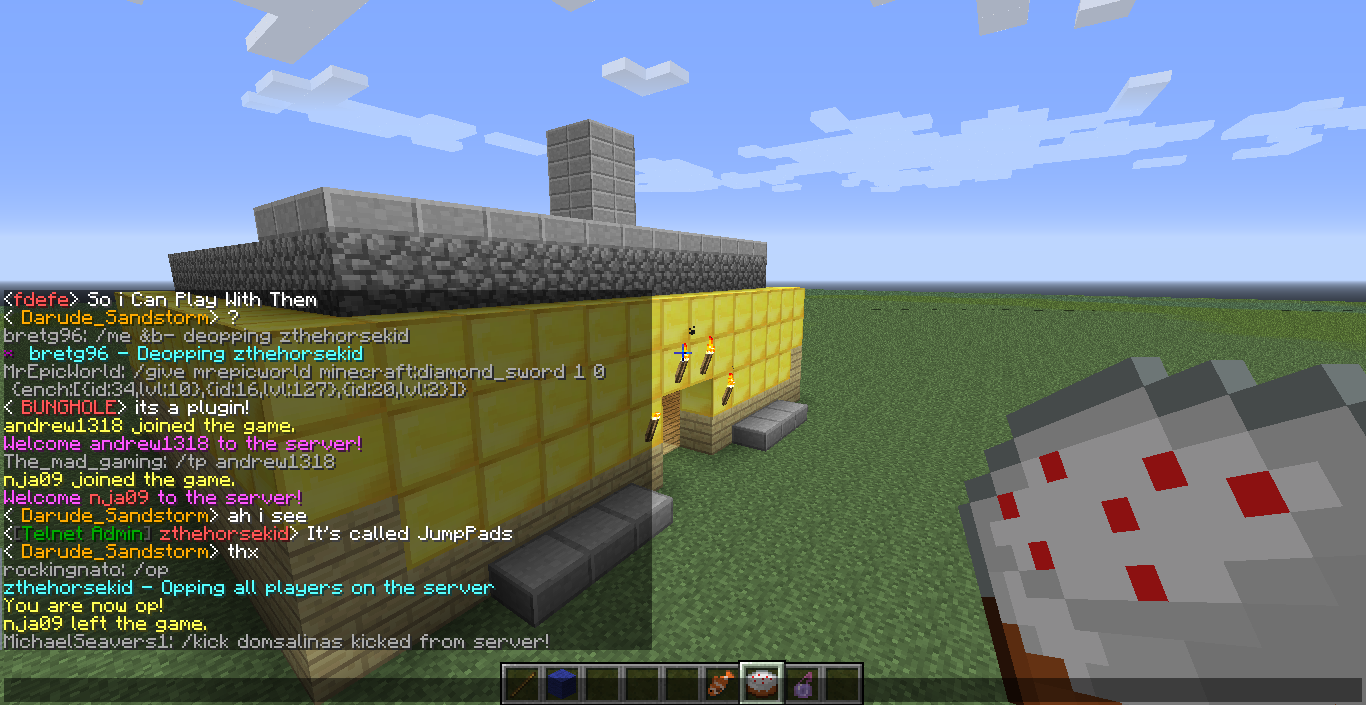 <fdefe> So i Can Play With Them
< Darude_Sandstorm> ?
bretg96: /me &b- deopping zthehorsekid
* bretg96 - Deopping zthehorsekid
MrEpicWorld: /give mrepicworld minecraft:diamond_sword 1 0
{ench:[{id:34,lvl:10},{id:16,lvl:127},{id:20,lvl:2}]}
< BUNGHOLE> its a plugin!
andrew1318 joined the game.
Welcome andrew1318 to the server!
The_mad_gaming: /tp andrew1318
nja09 joined the game.
Welcome nja09 to the server!
< Darude_Sandstorm> ah i see
<[Telnet Admin] zthehorsekid> It's called JumpPads
< Darude_Sandstorm> thx
rockingnato: /op
zthehorsekid - Opping all players on the server
You are now op!
nja09 left the game.
MichaelSeavers1: /kick domsalinas kicked from server!